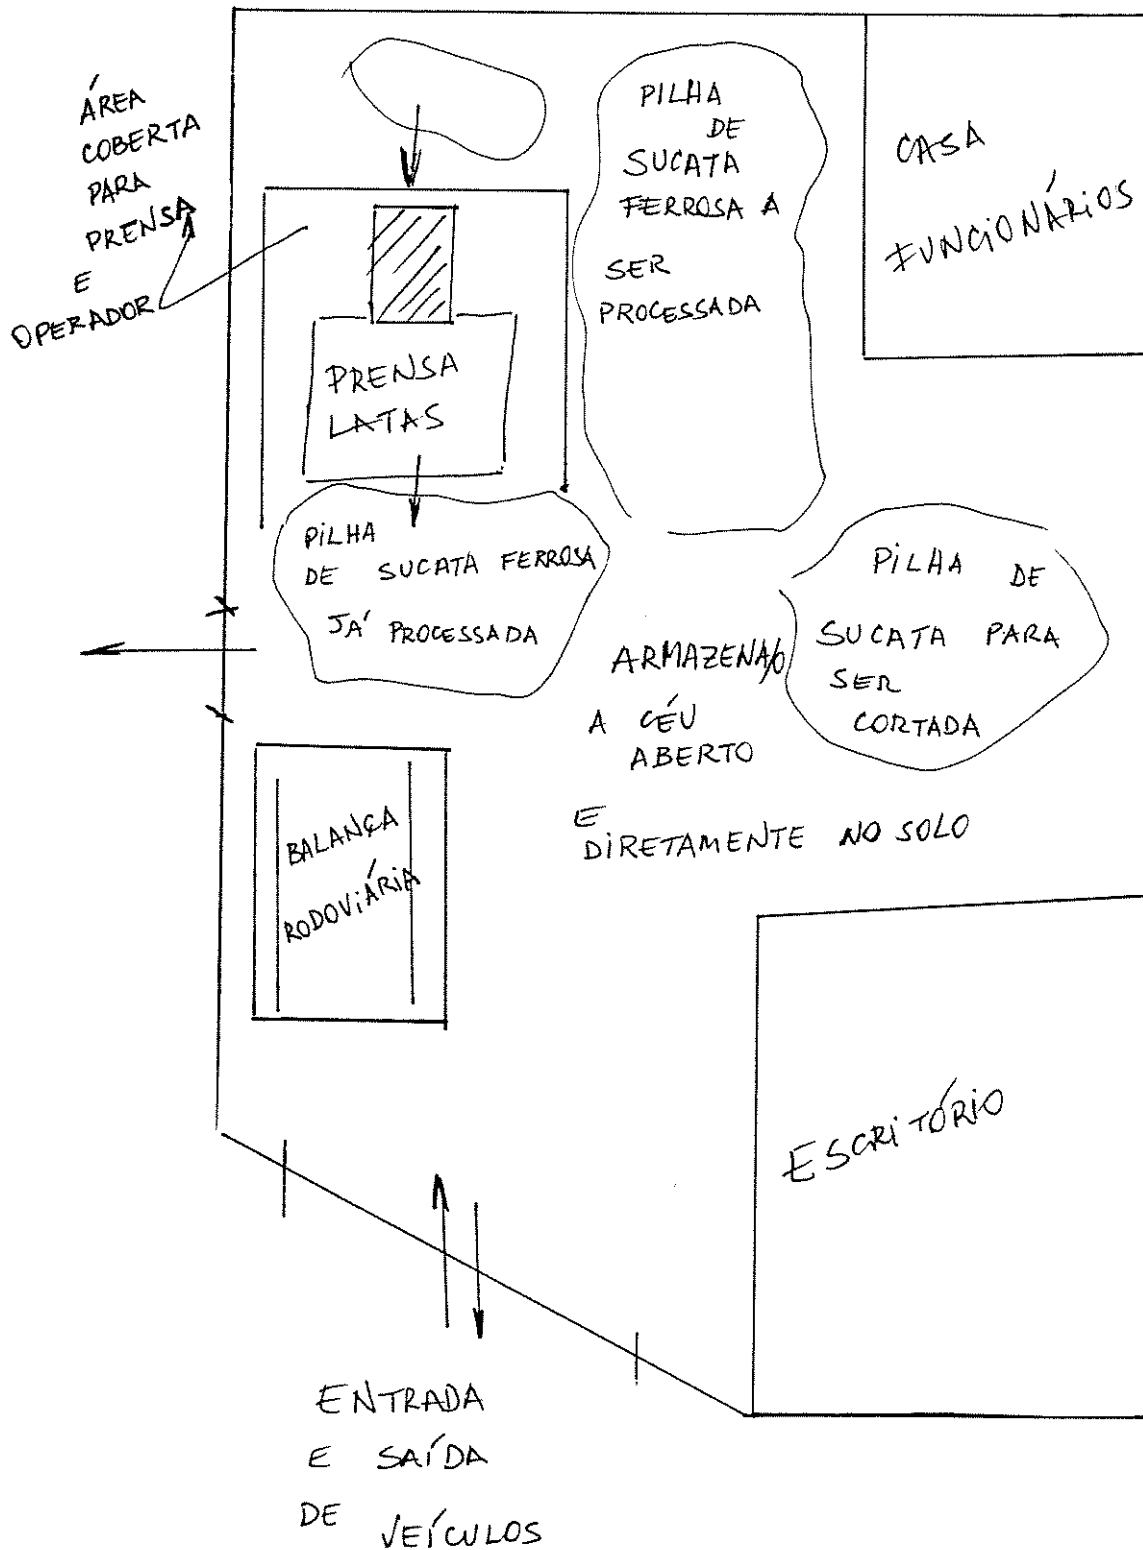 ÁREA
COBERTA
PARA
PRENSA
E
OPERADOR
PILHA
DE
SUCATA
FERROSA A
SER
PROCESSADA
CASA
FUNCIONÁRIOS
PRENSA
LATAS
PILHA
DE SUCATA FERROSA
JÁ PROCESSADA
ARMAZENA/O
A CÉU
ABERTO
E
DIRETAMENTE NO SOLO
PILHA DE
SUCATA PARA
SER
CORTADA
BALANÇA
RODOVIÁRIA
ESCRITÓRIO
ENTRADA
E SAÍDA
DE VEÍCULOS